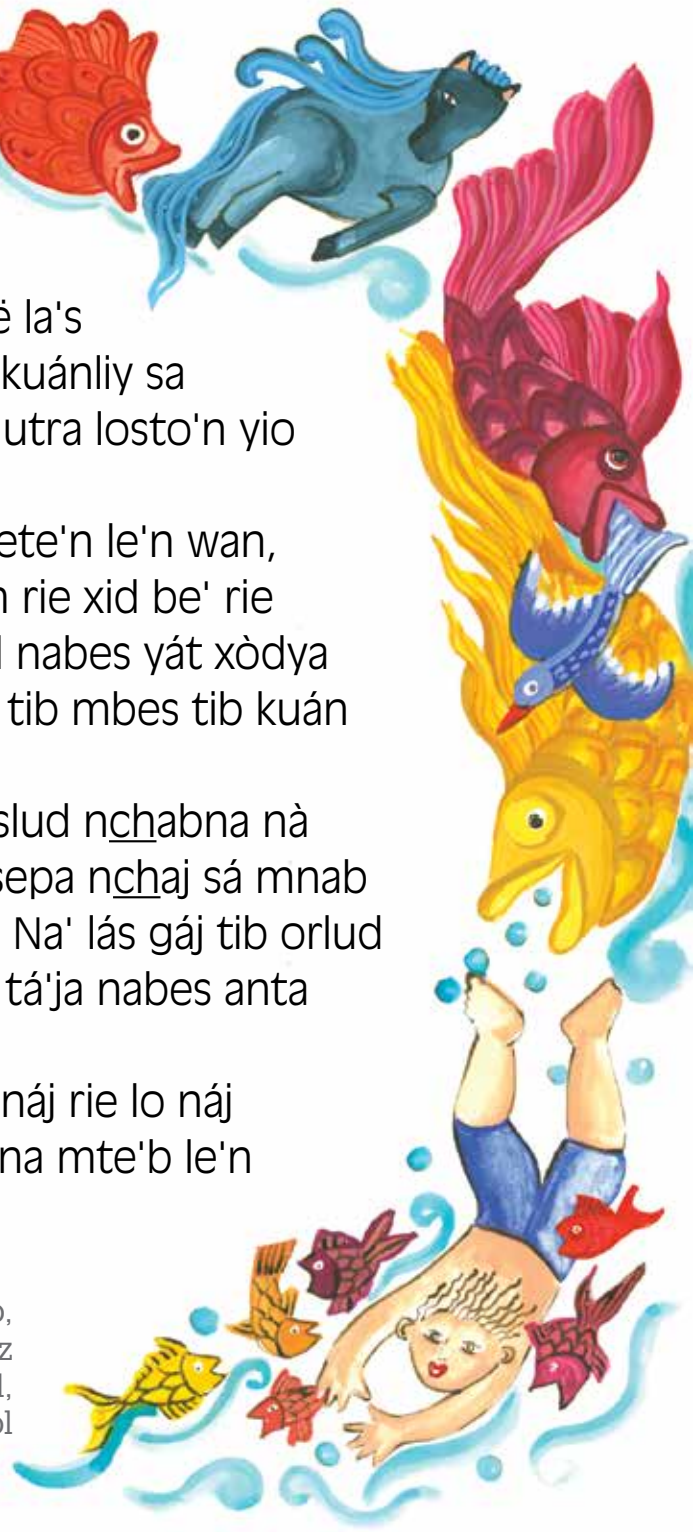 ë la's
kuánliy sa
utra losto'n yio
ete'n le'n wan,
rie xid be' rie
nabes yát xòdya
tib mbes tib kuán
slud nchabna nà
sepa nchaj sá mnab
Na' lás gáj tib orlud
tá'ja nabes anta
náj rie lo náj
na mte'b le'n